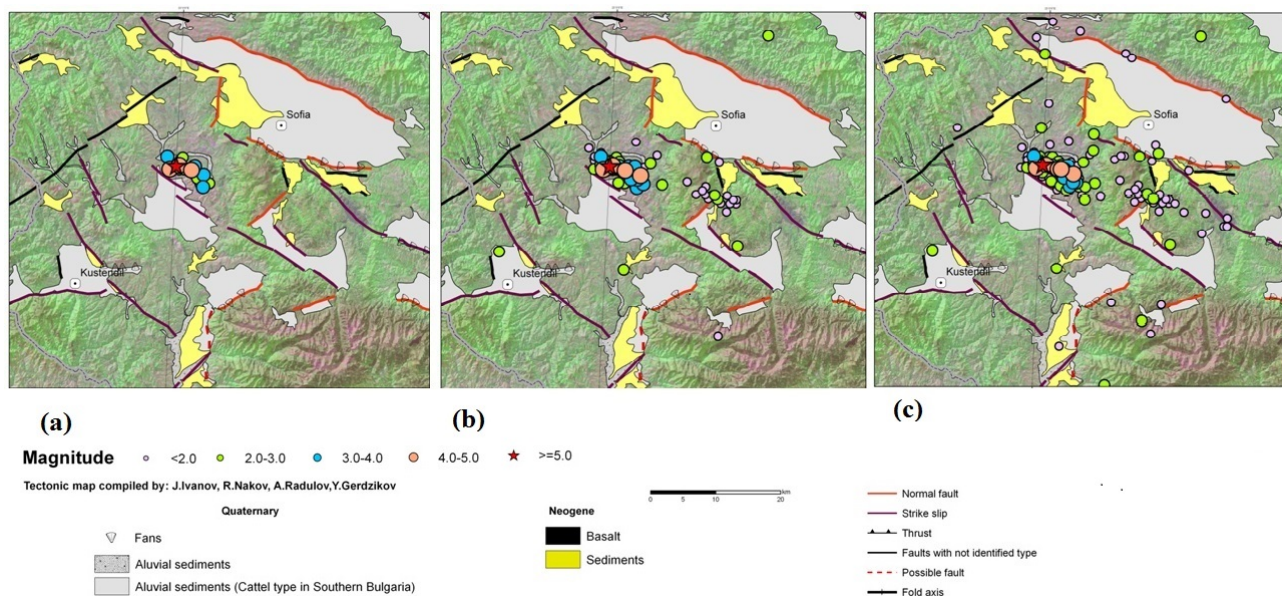 Sofia
Kustendil
Sofia
Kustendil
Sofia
Kustendil
(a)
(b)
(c)
Magnitude <2.0 2.0-3.0 3.0-4.0 4.0-5.0 >=5.0
Tectonic map compiled by: J.Ivanov, R.Nakov, A.Radulov,Y.Gerdzikov
Quaternary
Fans
Aluvial sediments
Aluvial sediments (Cattel type in Southern Bulgaria)
Neogene
Basalt
Sediments
0 5 10 20 km
Normal fault
Strike slip
Thrust
Faults with not identified type
Possible fault
Fold axis